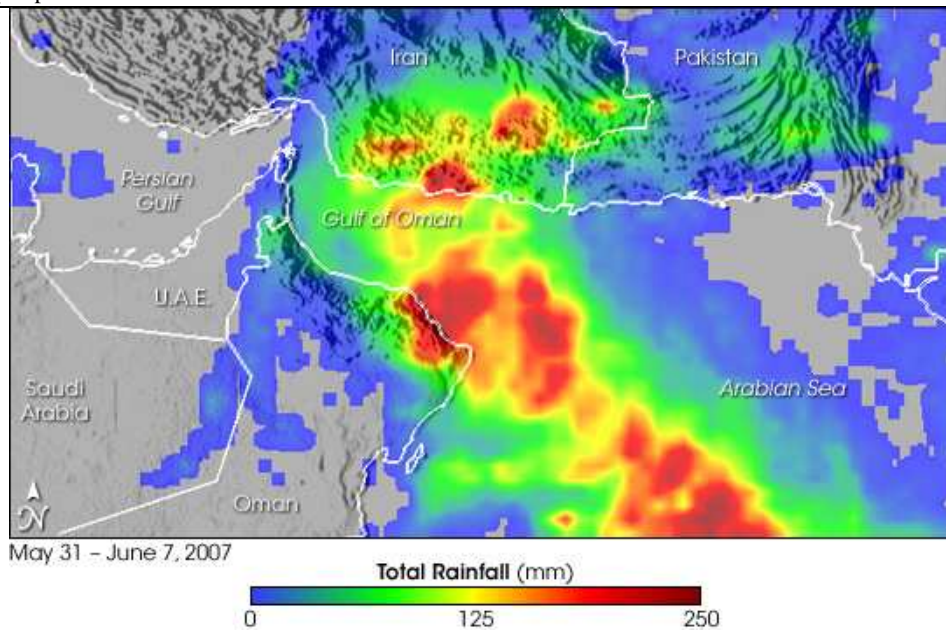 Iran
Pakistan
Persian
Gulf
Gulf of Oman
U.A.E.
Saudi
Arabia
Arabian Sea
Oman
N
May 31 – June 7, 2007
Total Rainfall (mm)
0 125 250